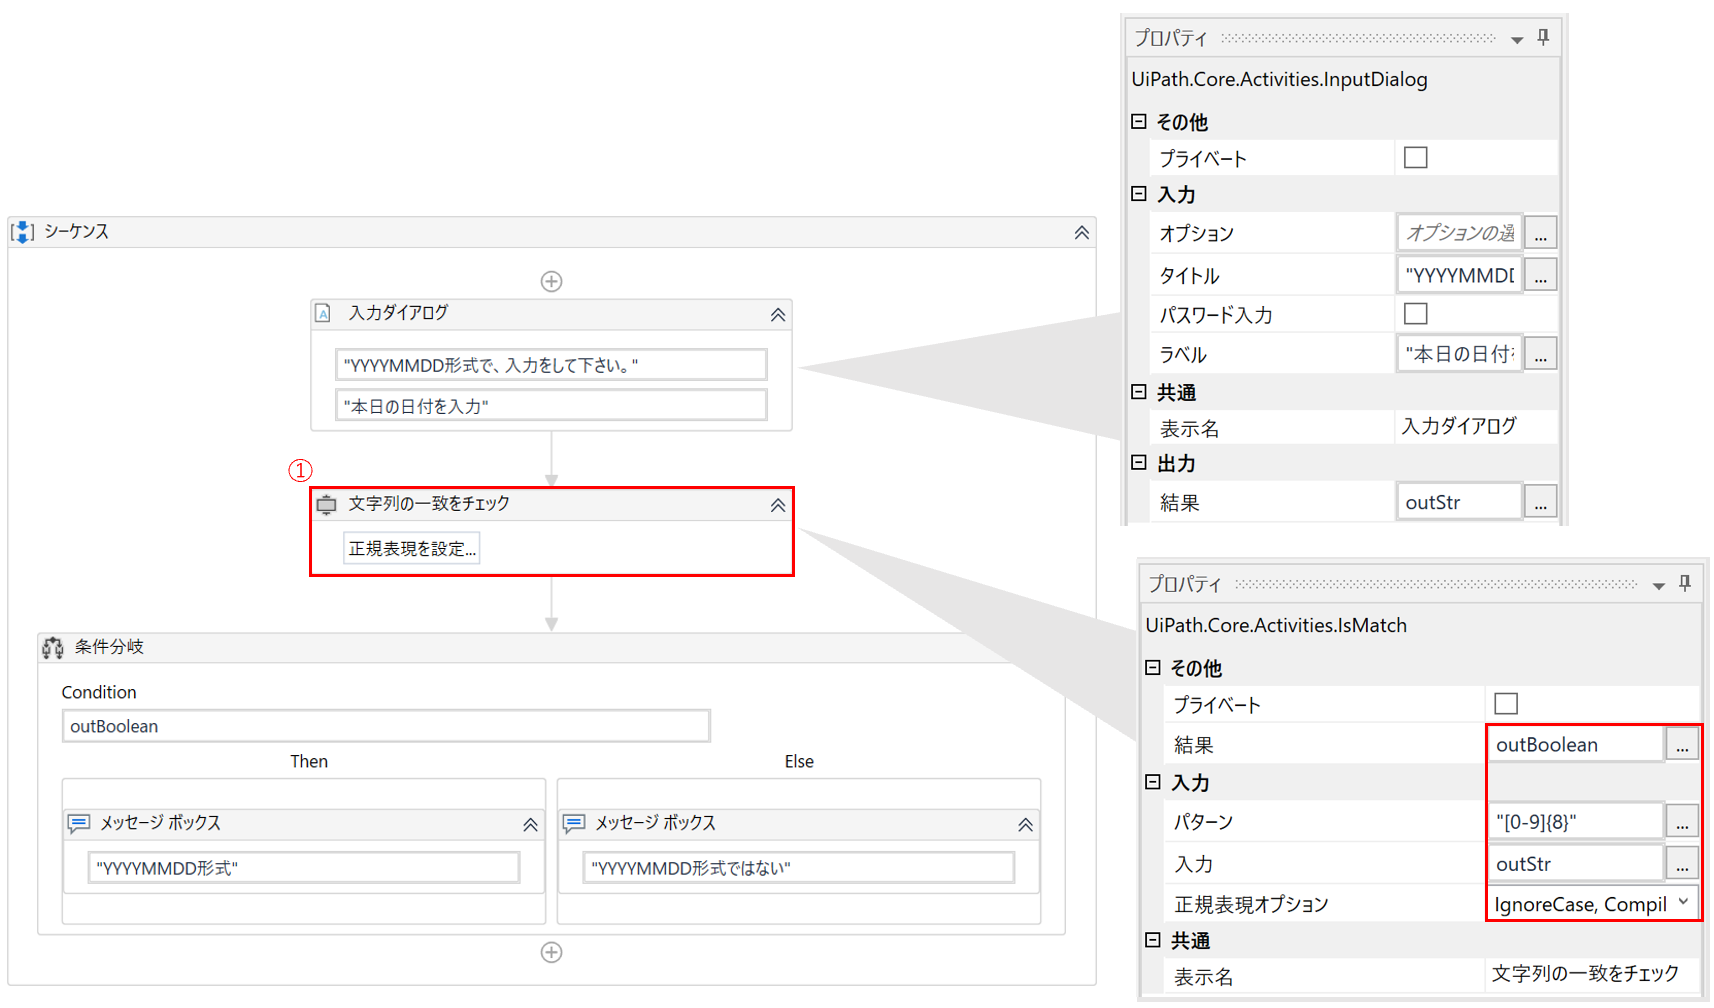 シーケンス
入力ダイアログ
"YYYYMMDD形式で、入力をして下さい。"
"本日の日付を入力"
①
文字列の一致をチェック
正規表現を設定...
条件分岐
Condition
outBoolean
Then
Else
メッセージ ボックス
"YYYYMMDD形式"
メッセージ ボックス
"YYYYMMDD形式ではない"
プロパティ
UiPath.Core.Activities.InputDialog
その他
プライベート
入力
オプション オプションの選 ...
タイトル "YYYYMMDD ...
パスワード入力
ラベル "本日の日付を ...
共通
表示名 入力ダイアログ
出力
結果 outStr ...
プロパティ
UiPath.Core.Activities.IsMatch
その他
プライベート
結果 outBoolean ...
入力
パターン "[0-9]{8}" ...
入力 outStr ...
正規表現オプション IgnoreCase, Compil
共通
表示名 文字列の一致をチェック